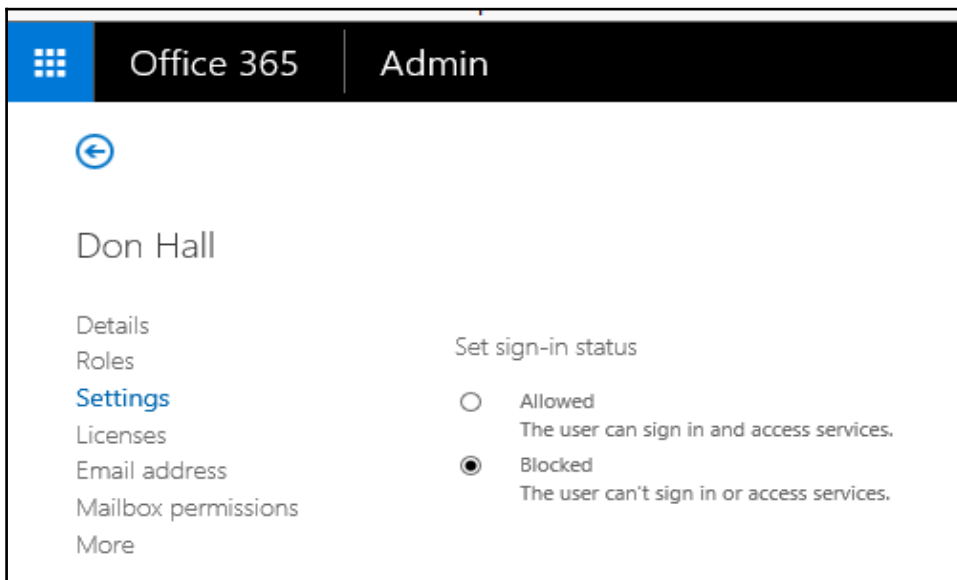 Office 365 Admin
Don Hall
Details
Roles
Settings
Licenses
Email address
Mailbox permissions
More
Set sign-in status
Allowed
The user can sign in and access services.
Blocked
The user can't sign in or access services.